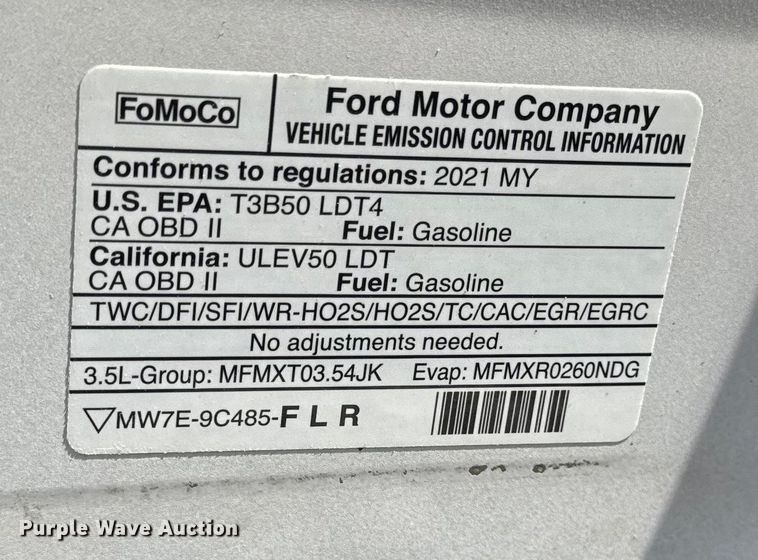 FoMoCo
Ford Motor Company
VEHICLE EMISSION CONTROL INFORMATION
Conforms to regulations: 2021 MY
U.S. EPA: T3B50 LDT4
CA OBD II Fuel: Gasoline
California: ULEV50 LDT
CA OBD II Fuel: Gasoline
TWC/DFI/SFI/WR-HO2S/HO2S/TC/CAC/EGR/EGRC
No adjustments needed.
3.5L-Group: MFMXT03.54JK Evap: MFMXR0260NDG
MW7E-9C485-FLR
Purple Wave Auction